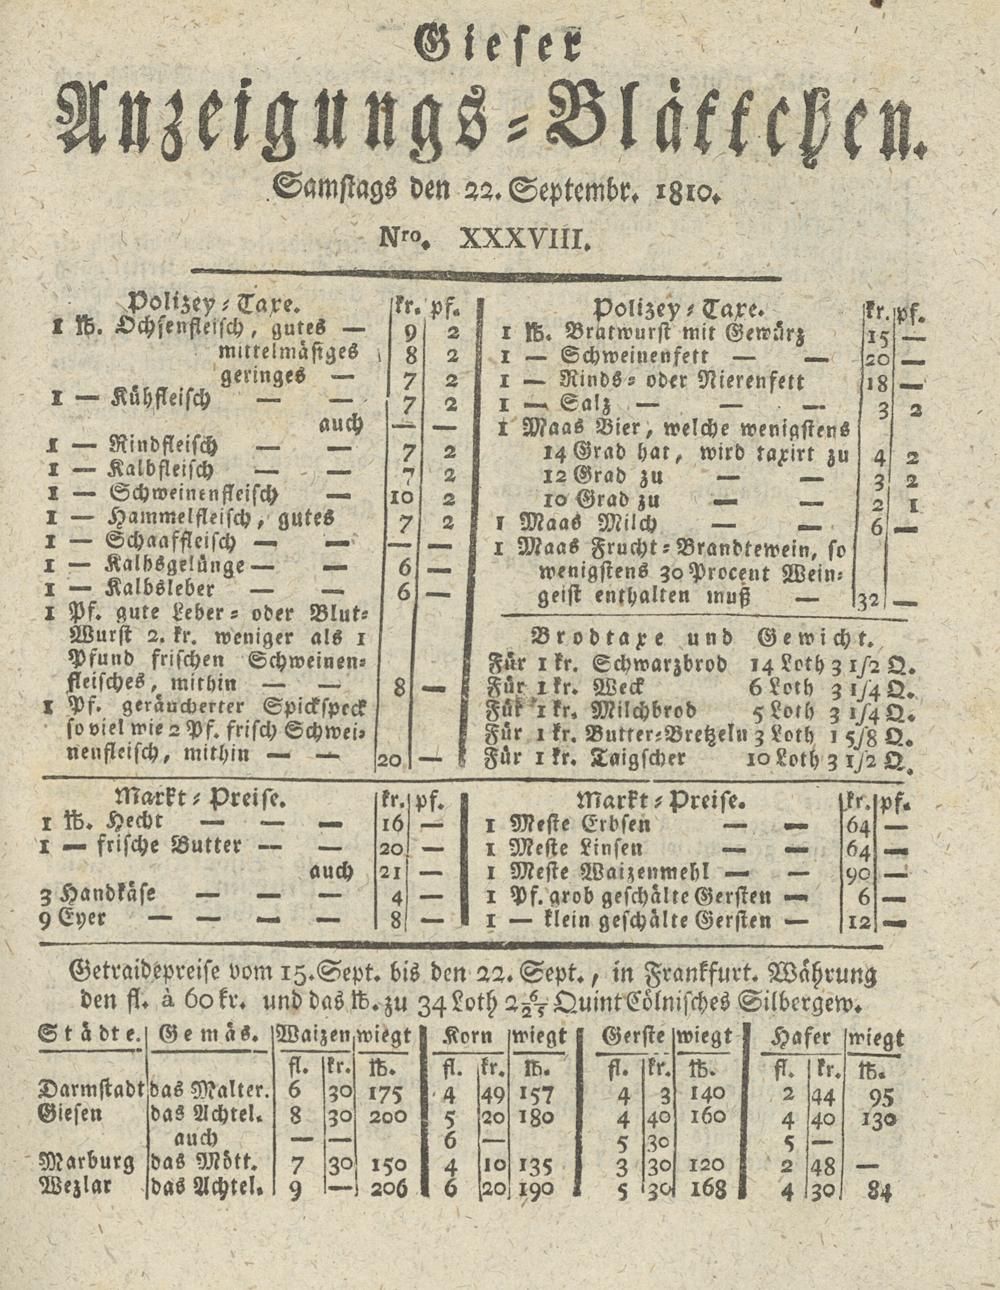 Gieser
Anzeigungs-Blättchen.
Samstags den 22. Septembr. 1810.
Nro. XXXVIII.
Polizey-Taxe. kr. pf.
1 ℔. Ochsenfleisch, gutes — 9 2
mittelmäsiges 8 2
geringes — 7 2
1 — Kühfleisch — — 7 2
auch — —
1 — Rindfleisch — — 7 2
1 — Kalbfleisch — — 7 2
1 — Schweinenfleisch — 10 2
1 — Hammelfleisch, gutes 7 2
1 — Schaaffleisch — — — —
1 — Kalbsgelünge — — 6 —
1 — Kalbsleber — — 6 —
1 Pf. gute Leber- oder Blut-
Wurst 2. kr. weniger als 1
Pfund frischen Schweinen-
fleisches, mithin — — 8 —
1 Pf. geräucherter Spickspeck
so viel wie 2 Pf. frisch Schwei-
nenfleisch, mithin — — 20 —
Polizey-Taxe. kr. pf.
1 ℔. Bratwurst mit Gewürz 15 —
1 — Schweinenfett — — 20 —
1 — Rinds- oder Nierenfett 18 —
1 — Salz — — — 3 2
1 Maas Bier, welche wenigstens
14 Grad hat, wird taxirt zu 4 2
12 Grad zu — — 3 2
10 Grad zu — — 2 1
1 Maas Milch — — 6 —
1 Maas Frucht-Brandtewein, so
wenigstens 30 Procent Wein-
geist enthalten muß — 32 —
Brodtaxe und Gewicht.
Für 1 kr. Schwarzbrod 14 Loth 3 1/2 Q.
Für 1 kr. Weck 6 Loth 3 1/4 Q.
Für 1 kr. Milchbrod 5 Loth 3 1/4 Q.
Für 1 kr. Butter-Bretzeln 3 Loth 1 5/8 Q.
Für 1 kr. Taigscher 10 Loth 3 1/2 Q.
Markt-Preise. kr. pf.
1 ℔. Hecht — — — 16 —
1 — frische Butter — — 20 —
auch 21 —
3 Handkäse — — — 4 —
9 Eyer — — — — 8 —
Markt-Preise. kr. pf.
1 Meste Erbsen — — 64 —
1 Meste Linsen — — 64 —
1 Meste Waizenmehl — — 90 —
1 Pf. grob geschälte Gersten — 6 —
1 — klein geschälte Gersten — 12 —
Getraidepreise vom 15. Sept. bis den 22. Sept., in Frankfurt. Währung
den fl. à 60 kr. und das ℔. zu 34 Loth 2 6/25 Quint Cölnisches Silbergew.
Städte. Gemäs. Waizen wiegt Korn wiegt Gerste wiegt Hafer wiegt
fl. kr. ℔. fl. kr. ℔. fl. kr. ℔. fl. kr. ℔.
Darmstadt das Malter. 6 30 175 4 49 157 4 3 140 2 44 95
Giesen das Achtel. 8 30 200 5 20 180 4 40 160 4 40 130
auch — — 6 — 5 30 5 —
Marburg das Mött. 7 30 150 4 10 135 3 30 120 2 48 —
Wezlar das Achtel. 9 — 206 6 20 190 5 30 168 4 30 84